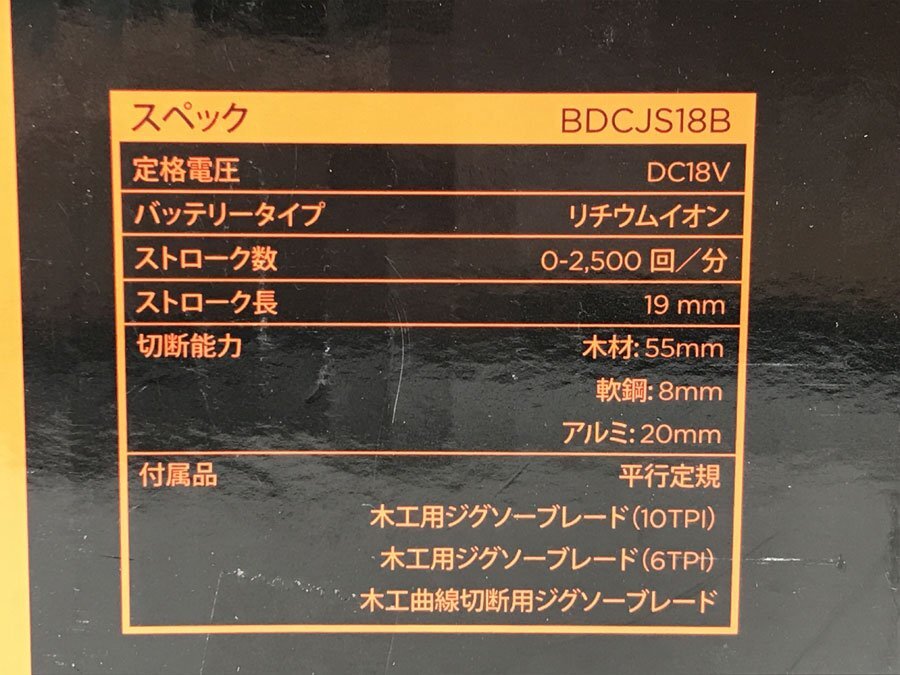 スペック BDCJS18B
定格電圧 DC18V
バッテリータイプ リチウムイオン
ストローク数 0-2,500 回／分
ストローク長 19 mm
切断能力 木材: 55mm
軟鋼: 8mm
アルミ: 20mm
付属品 平行定規
木工用ジグソーブレード（10TPI）
木工用ジグソーブレード（6TPI）
木工曲線切断用ジグソーブレード